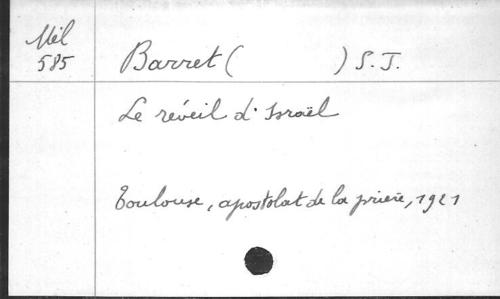 Mél
585
Barret ( ) S. J.
Le réveil d'Israël
Toulouse, apostolat de la prière, 1921